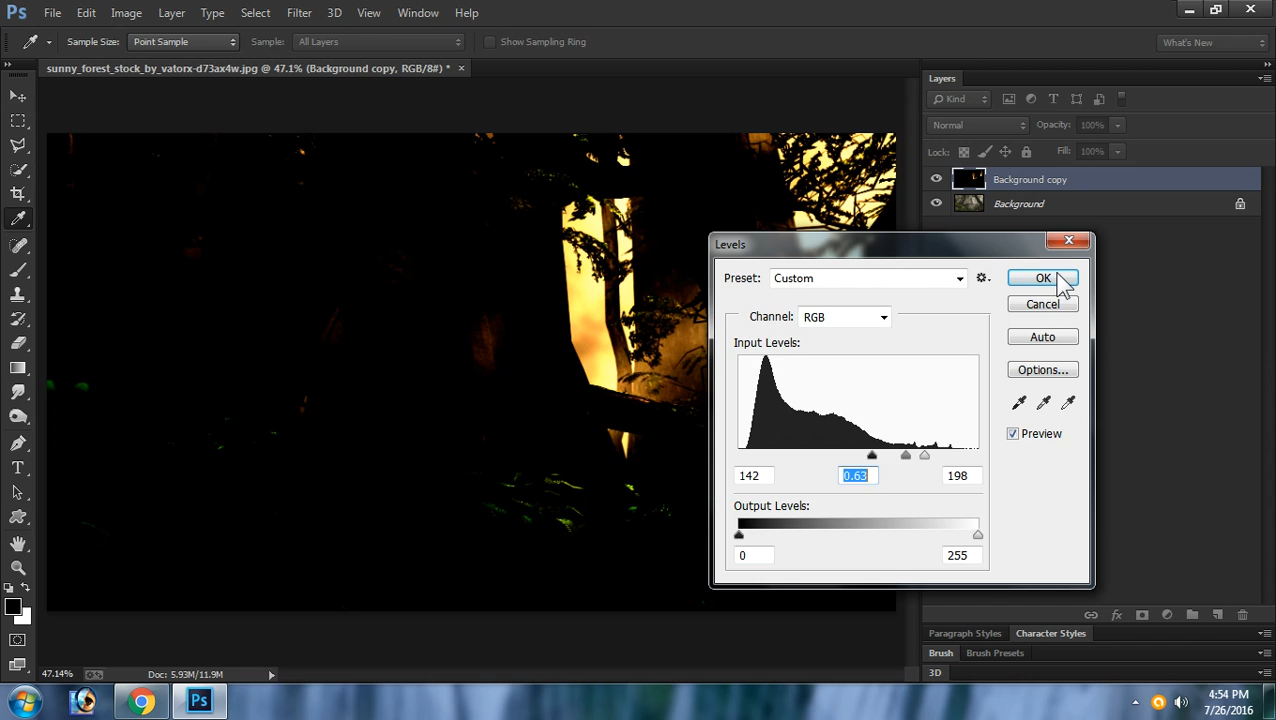 Ps File Edit Image Layer Type Select Filter 3D View Window Help
Sample Size: Point Sample Sample: All Layers Show Sampling Ring What's New
sunny_forest_stock_by_vatorx-d73ax4w.jpg @ 47.1% (Background copy, RGB/8#) * ×
Layers
Kind
Normal Opacity: 100%
Lock: Fill: 100%
Background copy
Background
Levels
Preset: Custom OK
Cancel
Channel: RGB
Auto
Input Levels:
Options...
Preview
142 0.63 198
Output Levels:
0 255
Paragraph Styles Character Styles
Brush Brush Presets
3D
47.14% Doc: 5.93M/11.9M
Ps
4:54 PM
7/26/2016